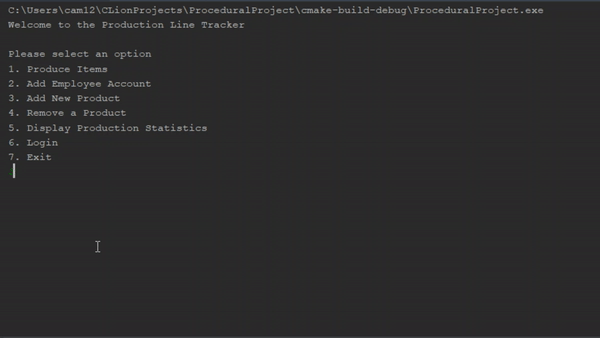 C:\Users\cam12\CLionProjects\ProceduralProject\cmake-build-debug\ProceduralProject.exe
Welcome to the Production Line Tracker
Please select an option
1. Produce Items
2. Add Employee Account
3. Add New Product
4. Remove a Product
5. Display Production Statistics
6. Login
7. Exit